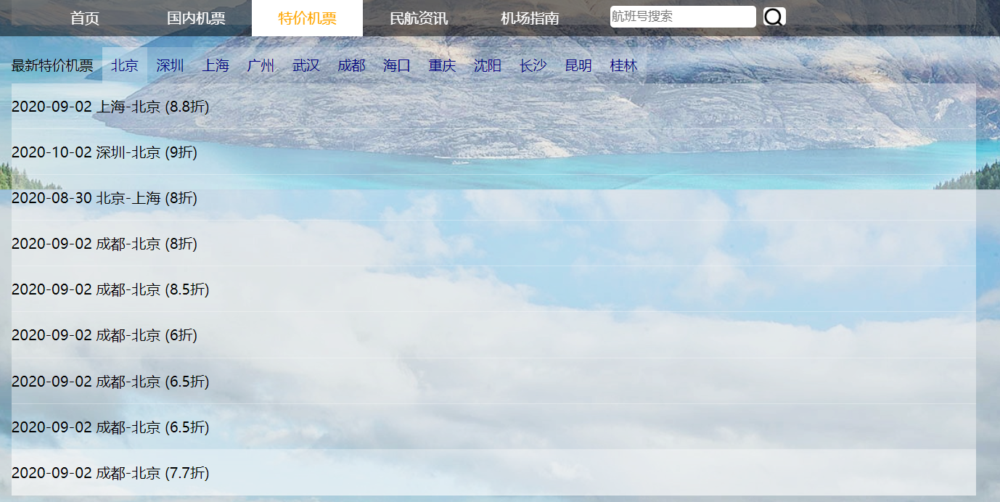 首页 国内机票 特价机票 民航资讯 机场指南 航班号搜索
最新特价机票 北京 深圳 上海 广州 武汉 成都 海口 重庆 沈阳 长沙 昆明 桂林
2020-09-02 上海-北京 (8.8折)
2020-10-02 深圳-北京 (9折)
2020-08-30 北京-上海 (8折)
2020-09-02 成都-北京 (8折)
2020-09-02 成都-北京 (8.5折)
2020-09-02 成都-北京 (6折)
2020-09-02 成都-北京 (6.5折)
2020-09-02 成都-北京 (6.5折)
2020-09-02 成都-北京 (7.7折)